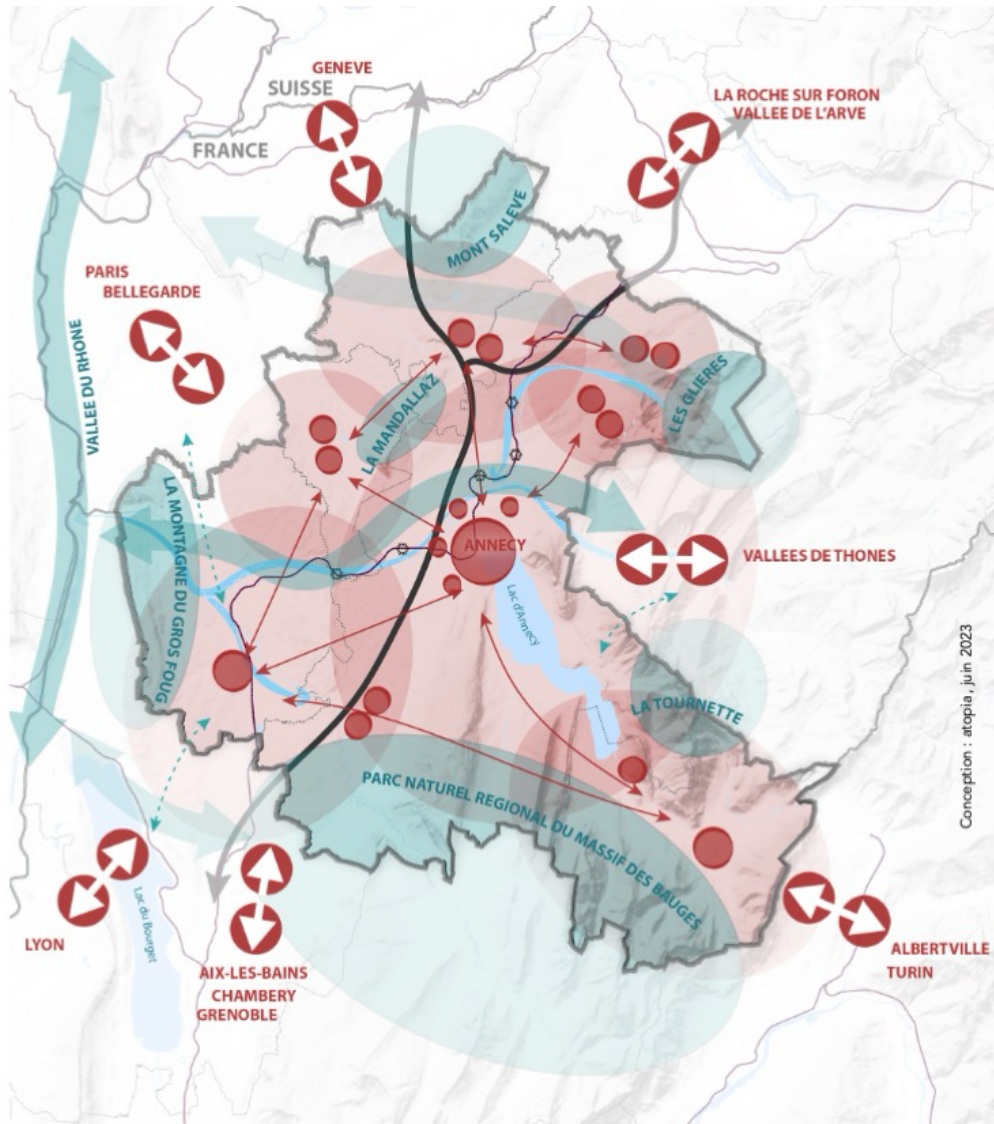 GENEVE
SUISSE
FRANCE
LA ROCHE SUR FORON
VALLEE DE L'ARVE
MONT SALEVE
PARIS
BELLEGARDE
VALLEE DU RHONE
LA MANDALLAZ
LES GLIERES
LA MONTAGNE DU GROS FOUG
ANNECY
VALLEES DE THONES
Lac d'Annecy
LA TOURNETTE
PARC NATUREL REGIONAL DU MASSIF DES BAUGES
Conception : atopia, juin 2023
Lac du Bourget
LYON
AIX-LES-BAINS
CHAMBERY
GRENOBLE
ALBERTVILLE
TURIN